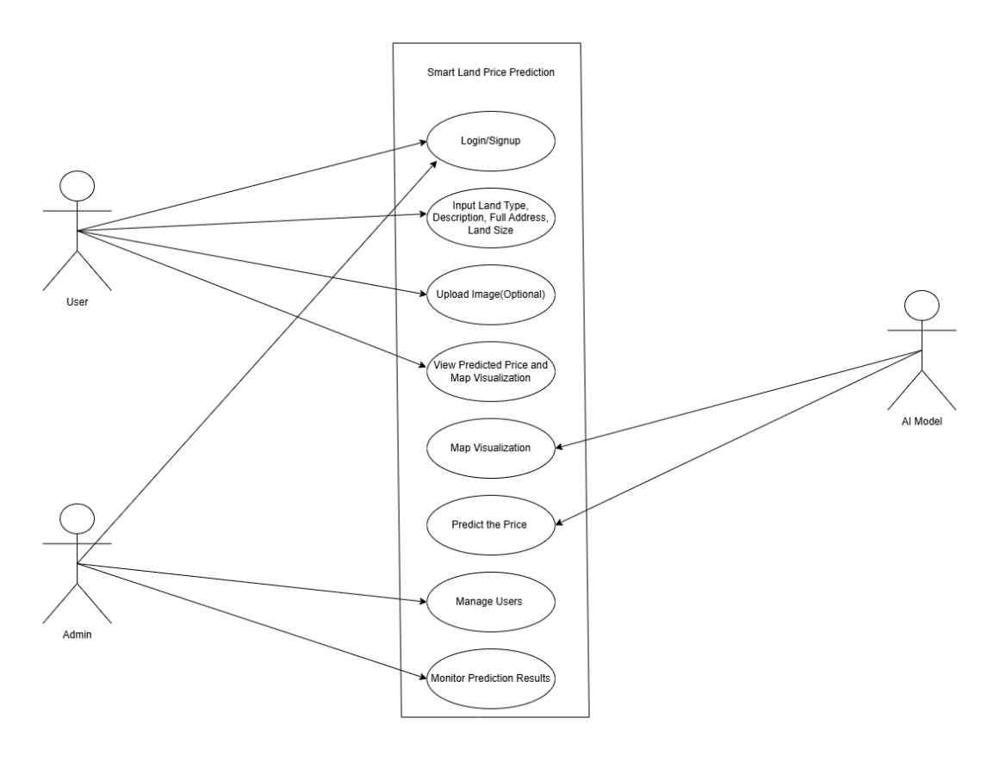 Smart Land Price Prediction
Login/Signup
Input Land Type,
Description, Full Address,
Land Size
User
Upload Image(Optional)
View Predicted Price and
Map Visualization
AI Model
Map Visualization
Predict the Price
Manage Users
Admin
Monitor Prediction Results